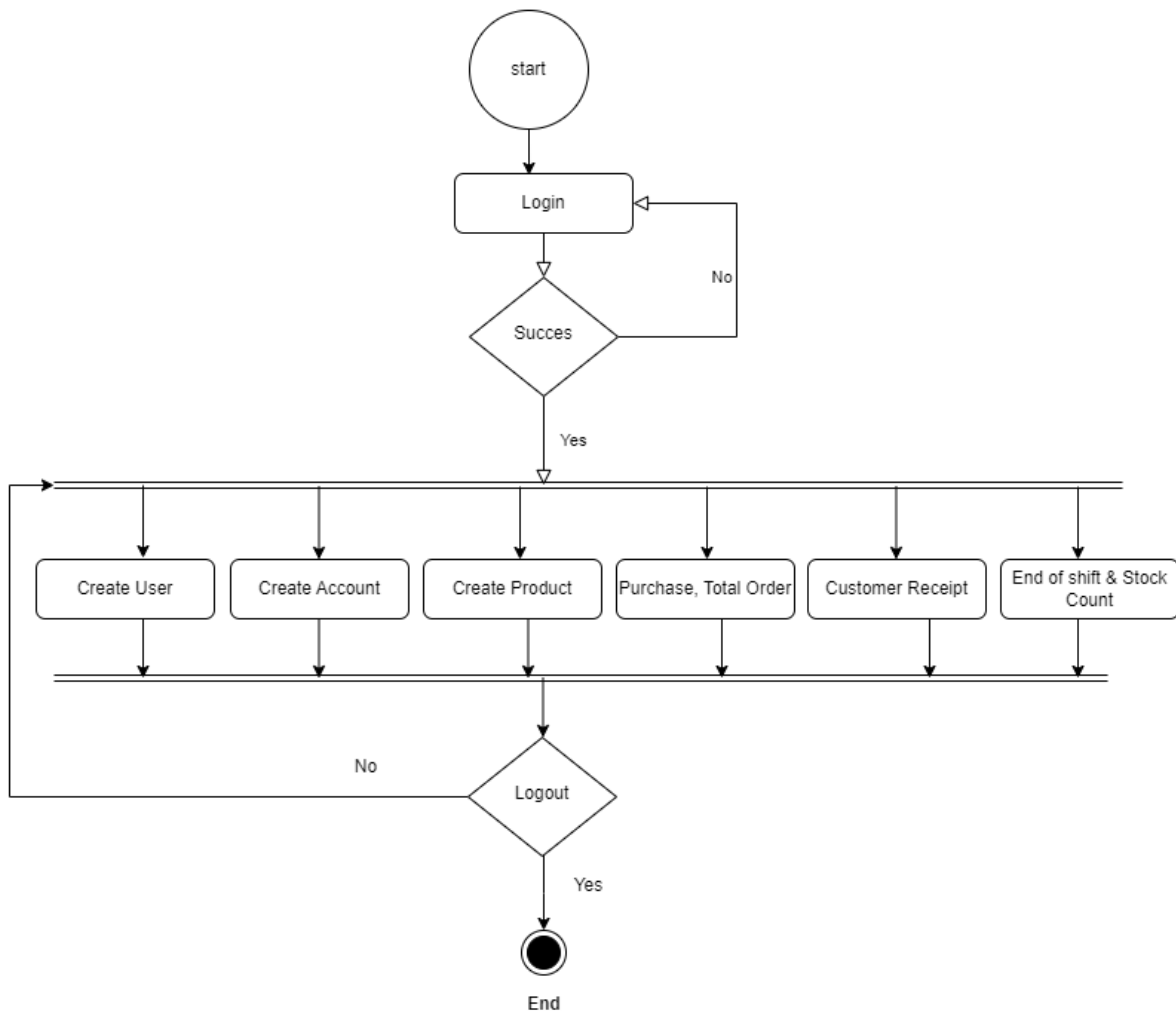 start
Login
No
Succes
Yes
Create User
Create Account
Create Product
Purchase, Total Order
Customer Receipt
End of shift & Stock
Count
No
Logout
Yes
End